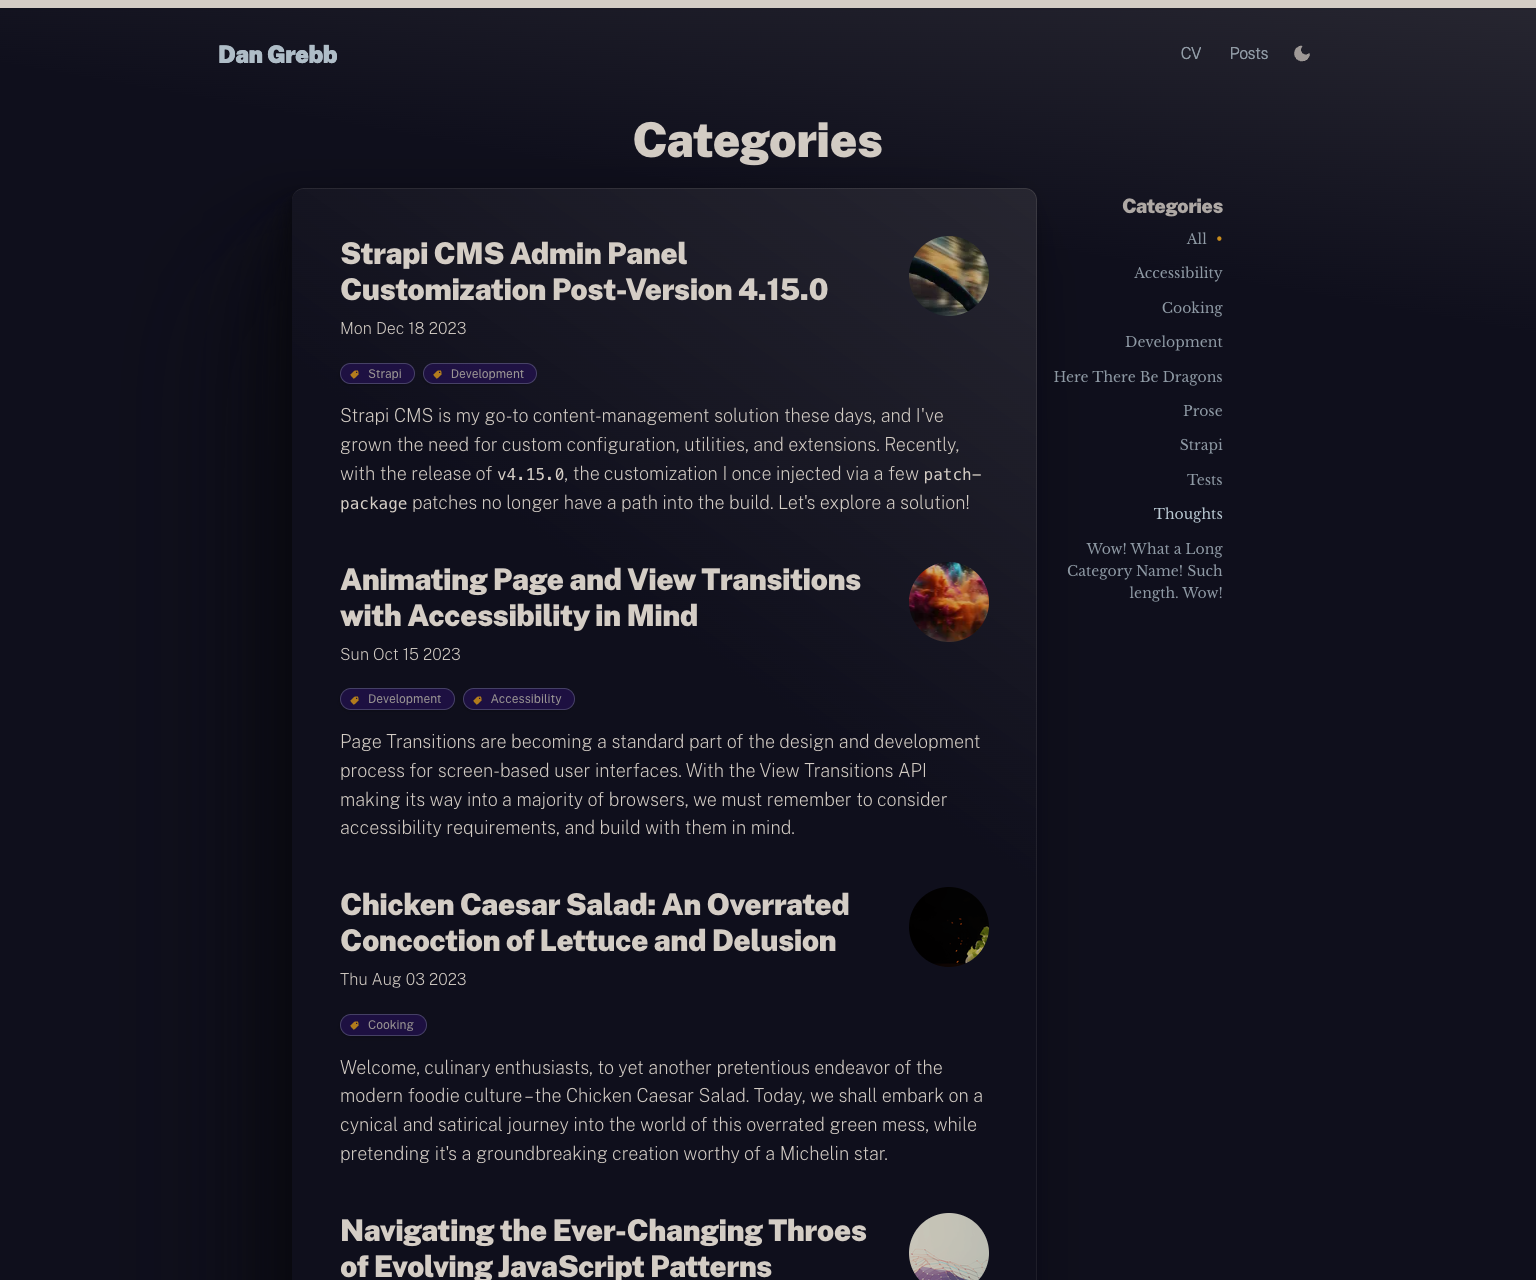 Dan Grebb
CV
Posts
Categories
Strapi CMS Admin Panel
Customization Post-Version 4.15.0
Mon Dec 18 2023
Strapi
Development
Strapi CMS is my go-to content-management solution these days, and I've
grown the need for custom configuration, utilities, and extensions. Recently,
with the release of v4.15.0, the customization I once injected via a few patch-
package patches no longer have a path into the build. Let's explore a solution!
Animating Page and View Transitions
with Accessibility in Mind
Sun Oct 15 2023
Development
Accessibility
Page Transitions are becoming a standard part of the design and development
process for screen-based user interfaces. With the View Transitions API
making its way into a majority of browsers, we must remember to consider
accessibility requirements, and build with them in mind.
Chicken Caesar Salad: An Overrated
Concoction of Lettuce and Delusion
Thu Aug 03 2023
Cooking
Welcome, culinary enthusiasts, to yet another pretentious endeavor of the
modern foodie culture–the Chicken Caesar Salad. Today, we shall embark on a
cynical and satirical journey into the world of this overrated green mess, while
pretending it's a groundbreaking creation worthy of a Michelin star.
Navigating the Ever-Changing Throes
of Evolving JavaScript Patterns
Categories
All •
Accessibility
Cooking
Development
Here There Be Dragons
Prose
Strapi
Tests
Thoughts
Wow! What a Long
Category Name! Such
length. Wow!